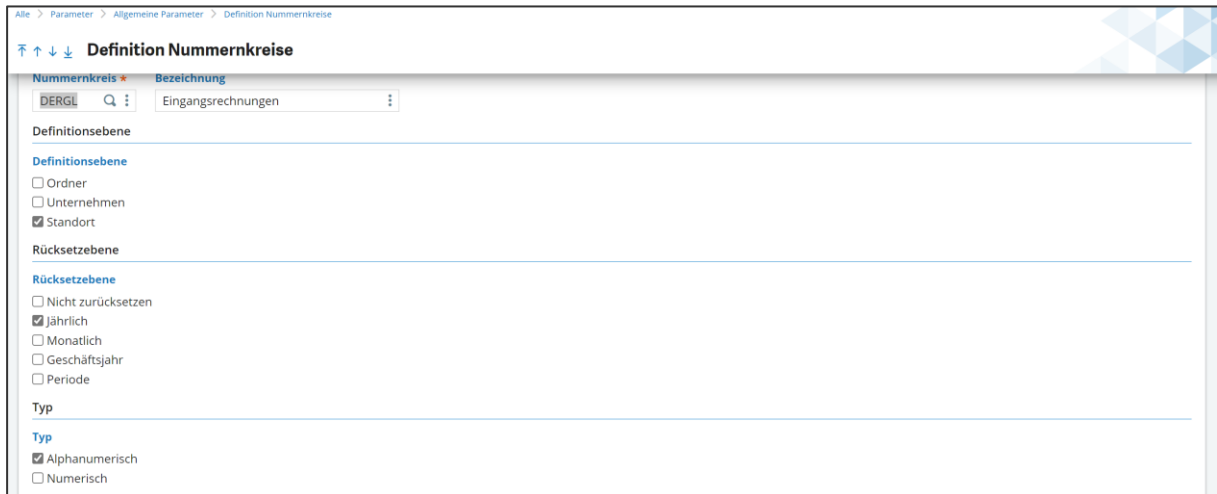 Alle > Parameter > Allgemeine Parameter > Definition Nummernkreise
Definition Nummernkreise
Nummernkreis * Bezeichnung
DERGL Eingangsrechnungen
Definitionsebene
Definitionsebene
Ordner
Unternehmen
Standort
Rücksetzebene
Rücksetzebene
Nicht zurücksetzen
Jährlich
Monatlich
Geschäftsjahr
Periode
Typ
Typ
Alphanumerisch
Numerisch